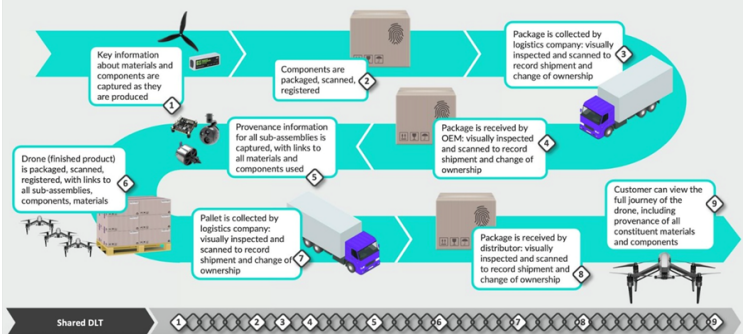 Key information
about materials and
components are
captured as they
are produced
1
Components are
packaged, scanned,
registered
2
Package is collected by
logistics company: visually
inspected and scanned to
record shipment and
change of ownership
3
Package is received by
OEM: visually inspected
and scanned to record
shipment and change of
ownership
4
Provenance information
for all sub-assemblies is
captured, with links to
all materials and
components used
5
Drone (finished product)
is packaged, scanned,
registered, with links to
all sub-assemblies,
components, materials
6
Pallet is collected by
logistics company:
visually inspected and
scanned to record
shipment and change of
ownership
7
Package is received by
distributor: visually
inspected and scanned
to record shipment and
change of ownership
8
Customer can view the
full journey of the
drone, including
provenance of all
constituent materials
and components
9
Shared DLT
1 2 3 4 5 6 7 8 9